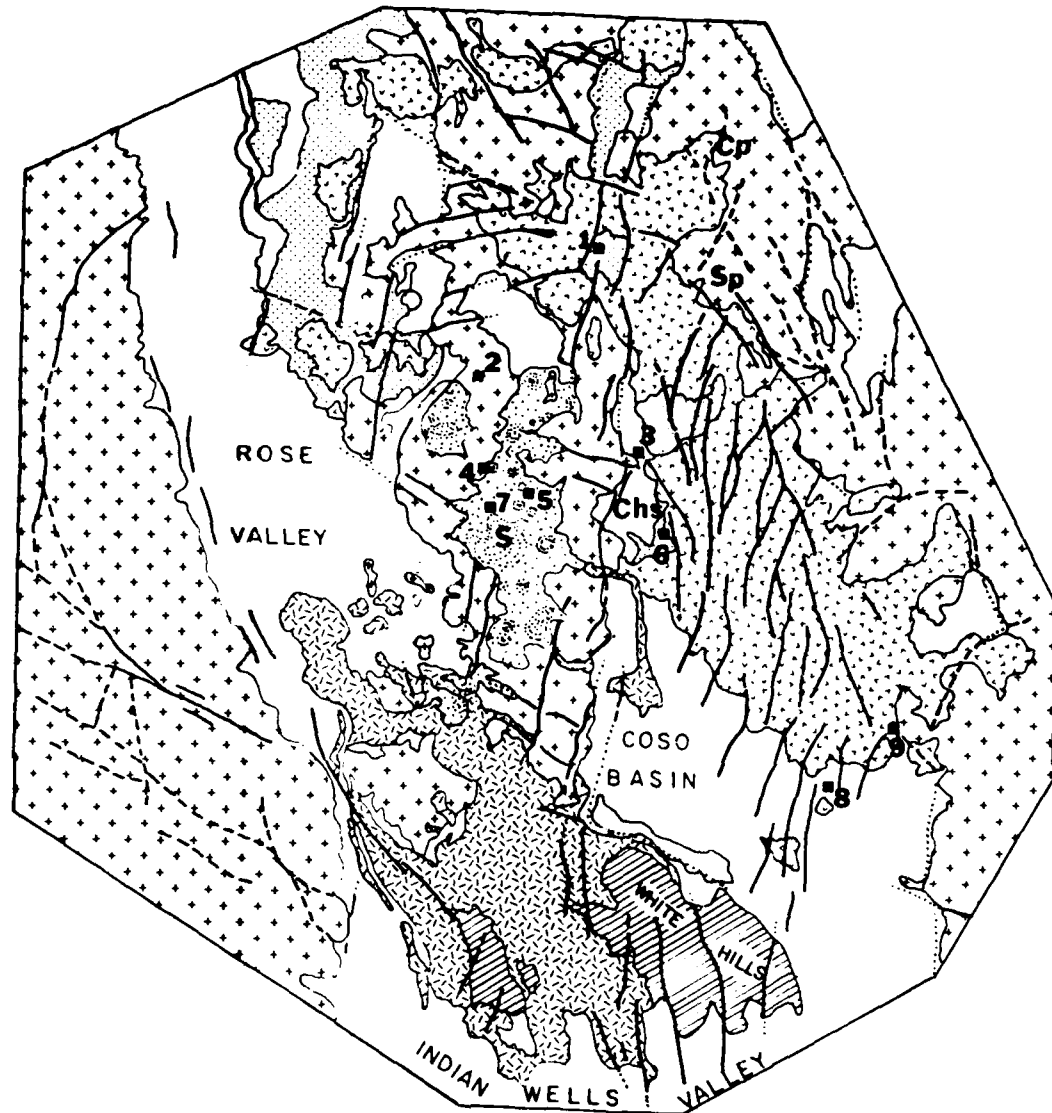 Cp
1
Sp
2
3
ROSE
4
5
7
Chs
VALLEY
S
6
COSO
9
BASIN
8
WHITE
HILLS
INDIAN WELLS VALLEY